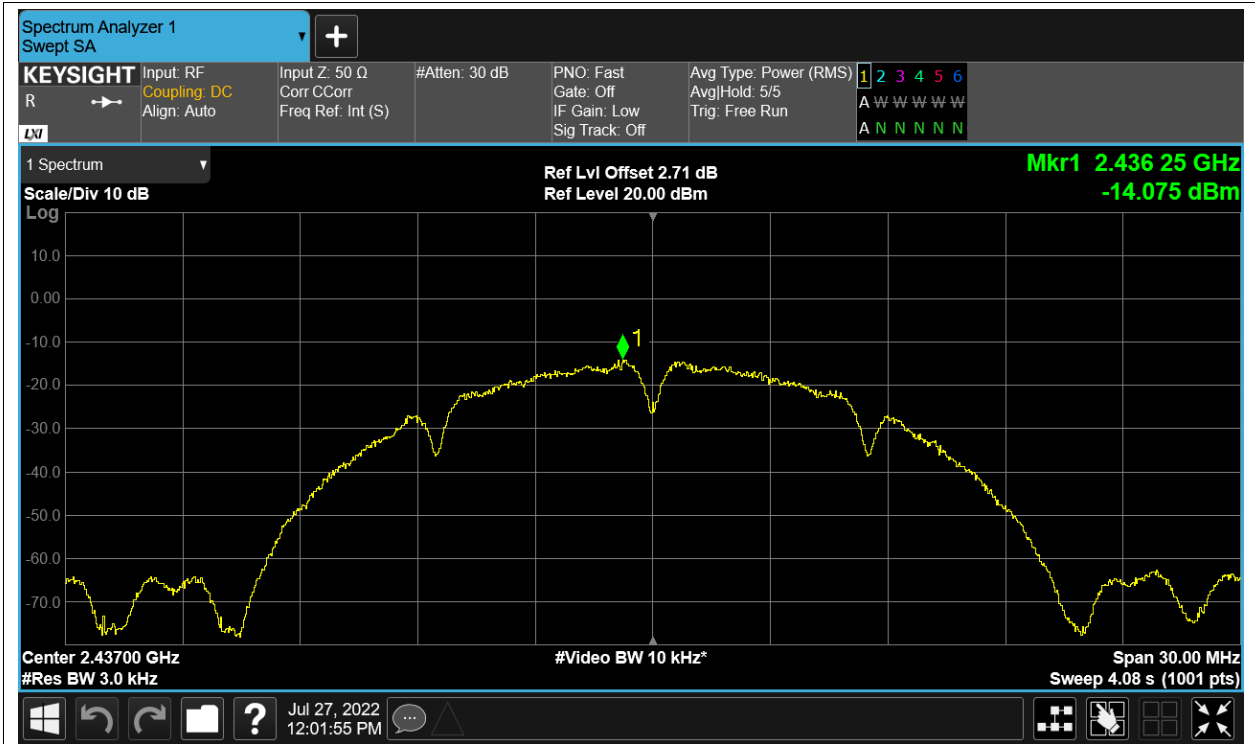 Spectrum Analyzer 1
Swept SA
KEYSIGHT
R
LXI
Input: RF
Coupling: DC
Align: Auto
Input Z: 50 Ω
Corr CCorr
Freq Ref: Int (S)
#Atten: 30 dB
PNO: Fast
Gate: Off
IF Gain: Low
Sig Track: Off
Avg Type: Power (RMS)
Avg|Hold: 5/5
Trig: Free Run
1 2 3 4 5 6
A W W W W W
A N N N N N
1 Spectrum
Scale/Div 10 dB
Log
Ref Lvl Offset 2.71 dB
Ref Level 20.00 dBm
Mkr1 2.436 25 GHz
-14.075 dBm
10.0
0.00
-10.0
-20.0
-30.0
-40.0
-50.0
-60.0
-70.0
1
Center 2.43700 GHz
#Res BW 3.0 kHz
#Video BW 10 kHz*
Span 30.00 MHz
Sweep 4.08 s (1001 pts)
?
Jul 27, 2022
12:01:55 PM